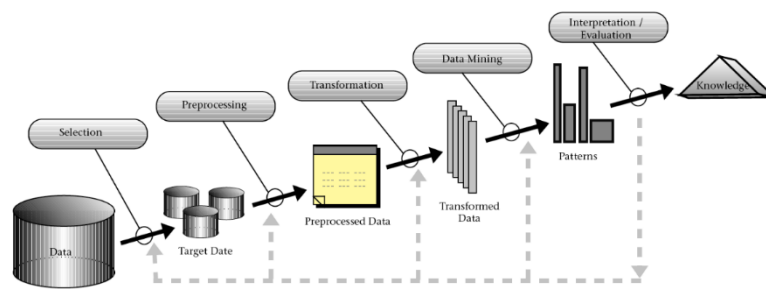 Interpretation /
Evaluation
Data Mining
Transformation
Preprocessing
Selection
Knowledge
Patterns
Transformed
Data
Preprocessed Data
Target Date
Data